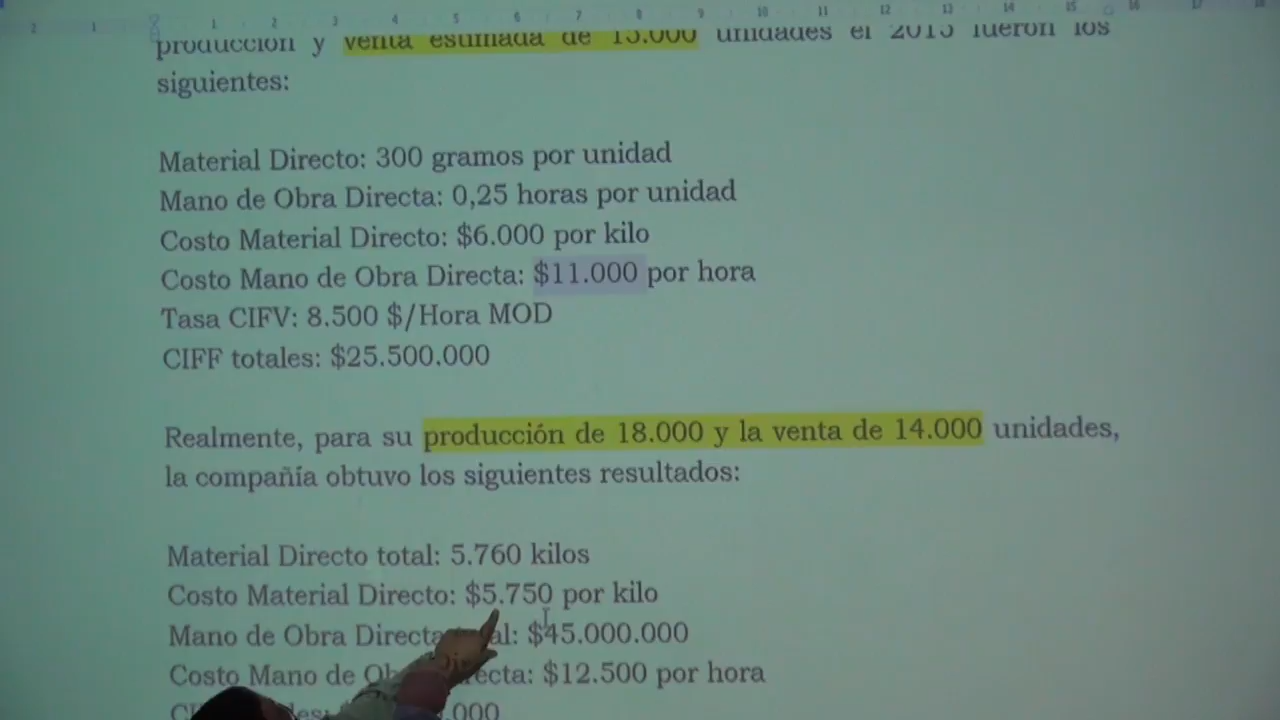 producción y venta estimada de 15.000 unidades el 2015 fueron los
siguientes:
Material Directo: 300 gramos por unidad
Mano de Obra Directa: 0,25 horas por unidad
Costo Material Directo: $6.000 por kilo
Costo Mano de Obra Directa: $11.000 por hora
Tasa CIFV: 8.500 $/Hora MOD
CIFF totales: $25.500.000
Realmente, para su producción de 18.000 y la venta de 14.000 unidades,
la compañía obtuvo los siguientes resultados:
Material Directo total: 5.760 kilos
Costo Material Directo: $5.750 por kilo
Mano de Obra Directa total: $45.000.000
Costo Mano de Obra Directa: $12.500 por hora